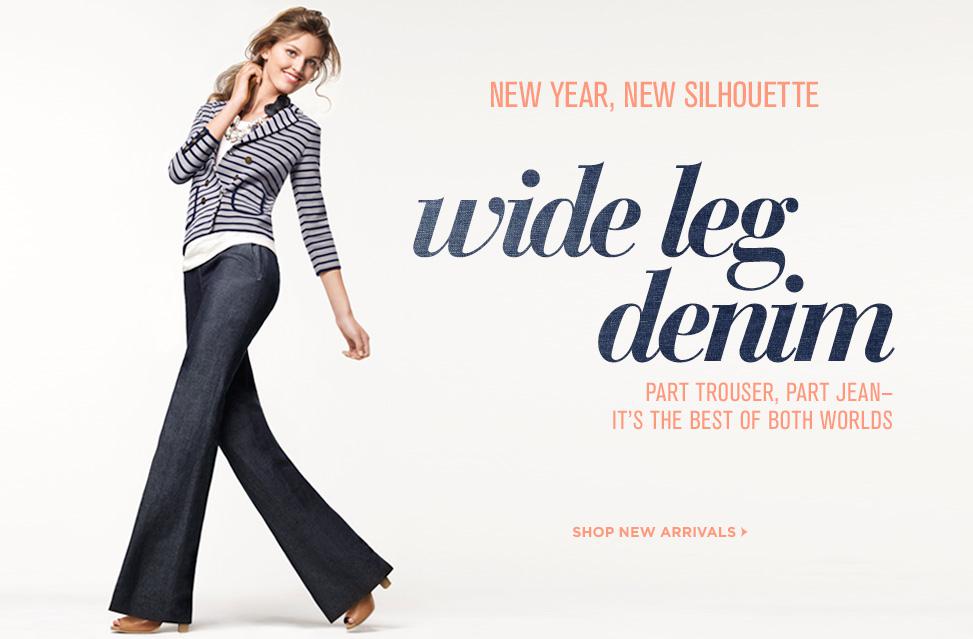 NEW YEAR, NEW SILHOUETTE
wide leg
denim
PART TROUSER, PART JEAN–
IT'S THE BEST OF BOTH WORLDS
SHOP NEW ARRIVALS